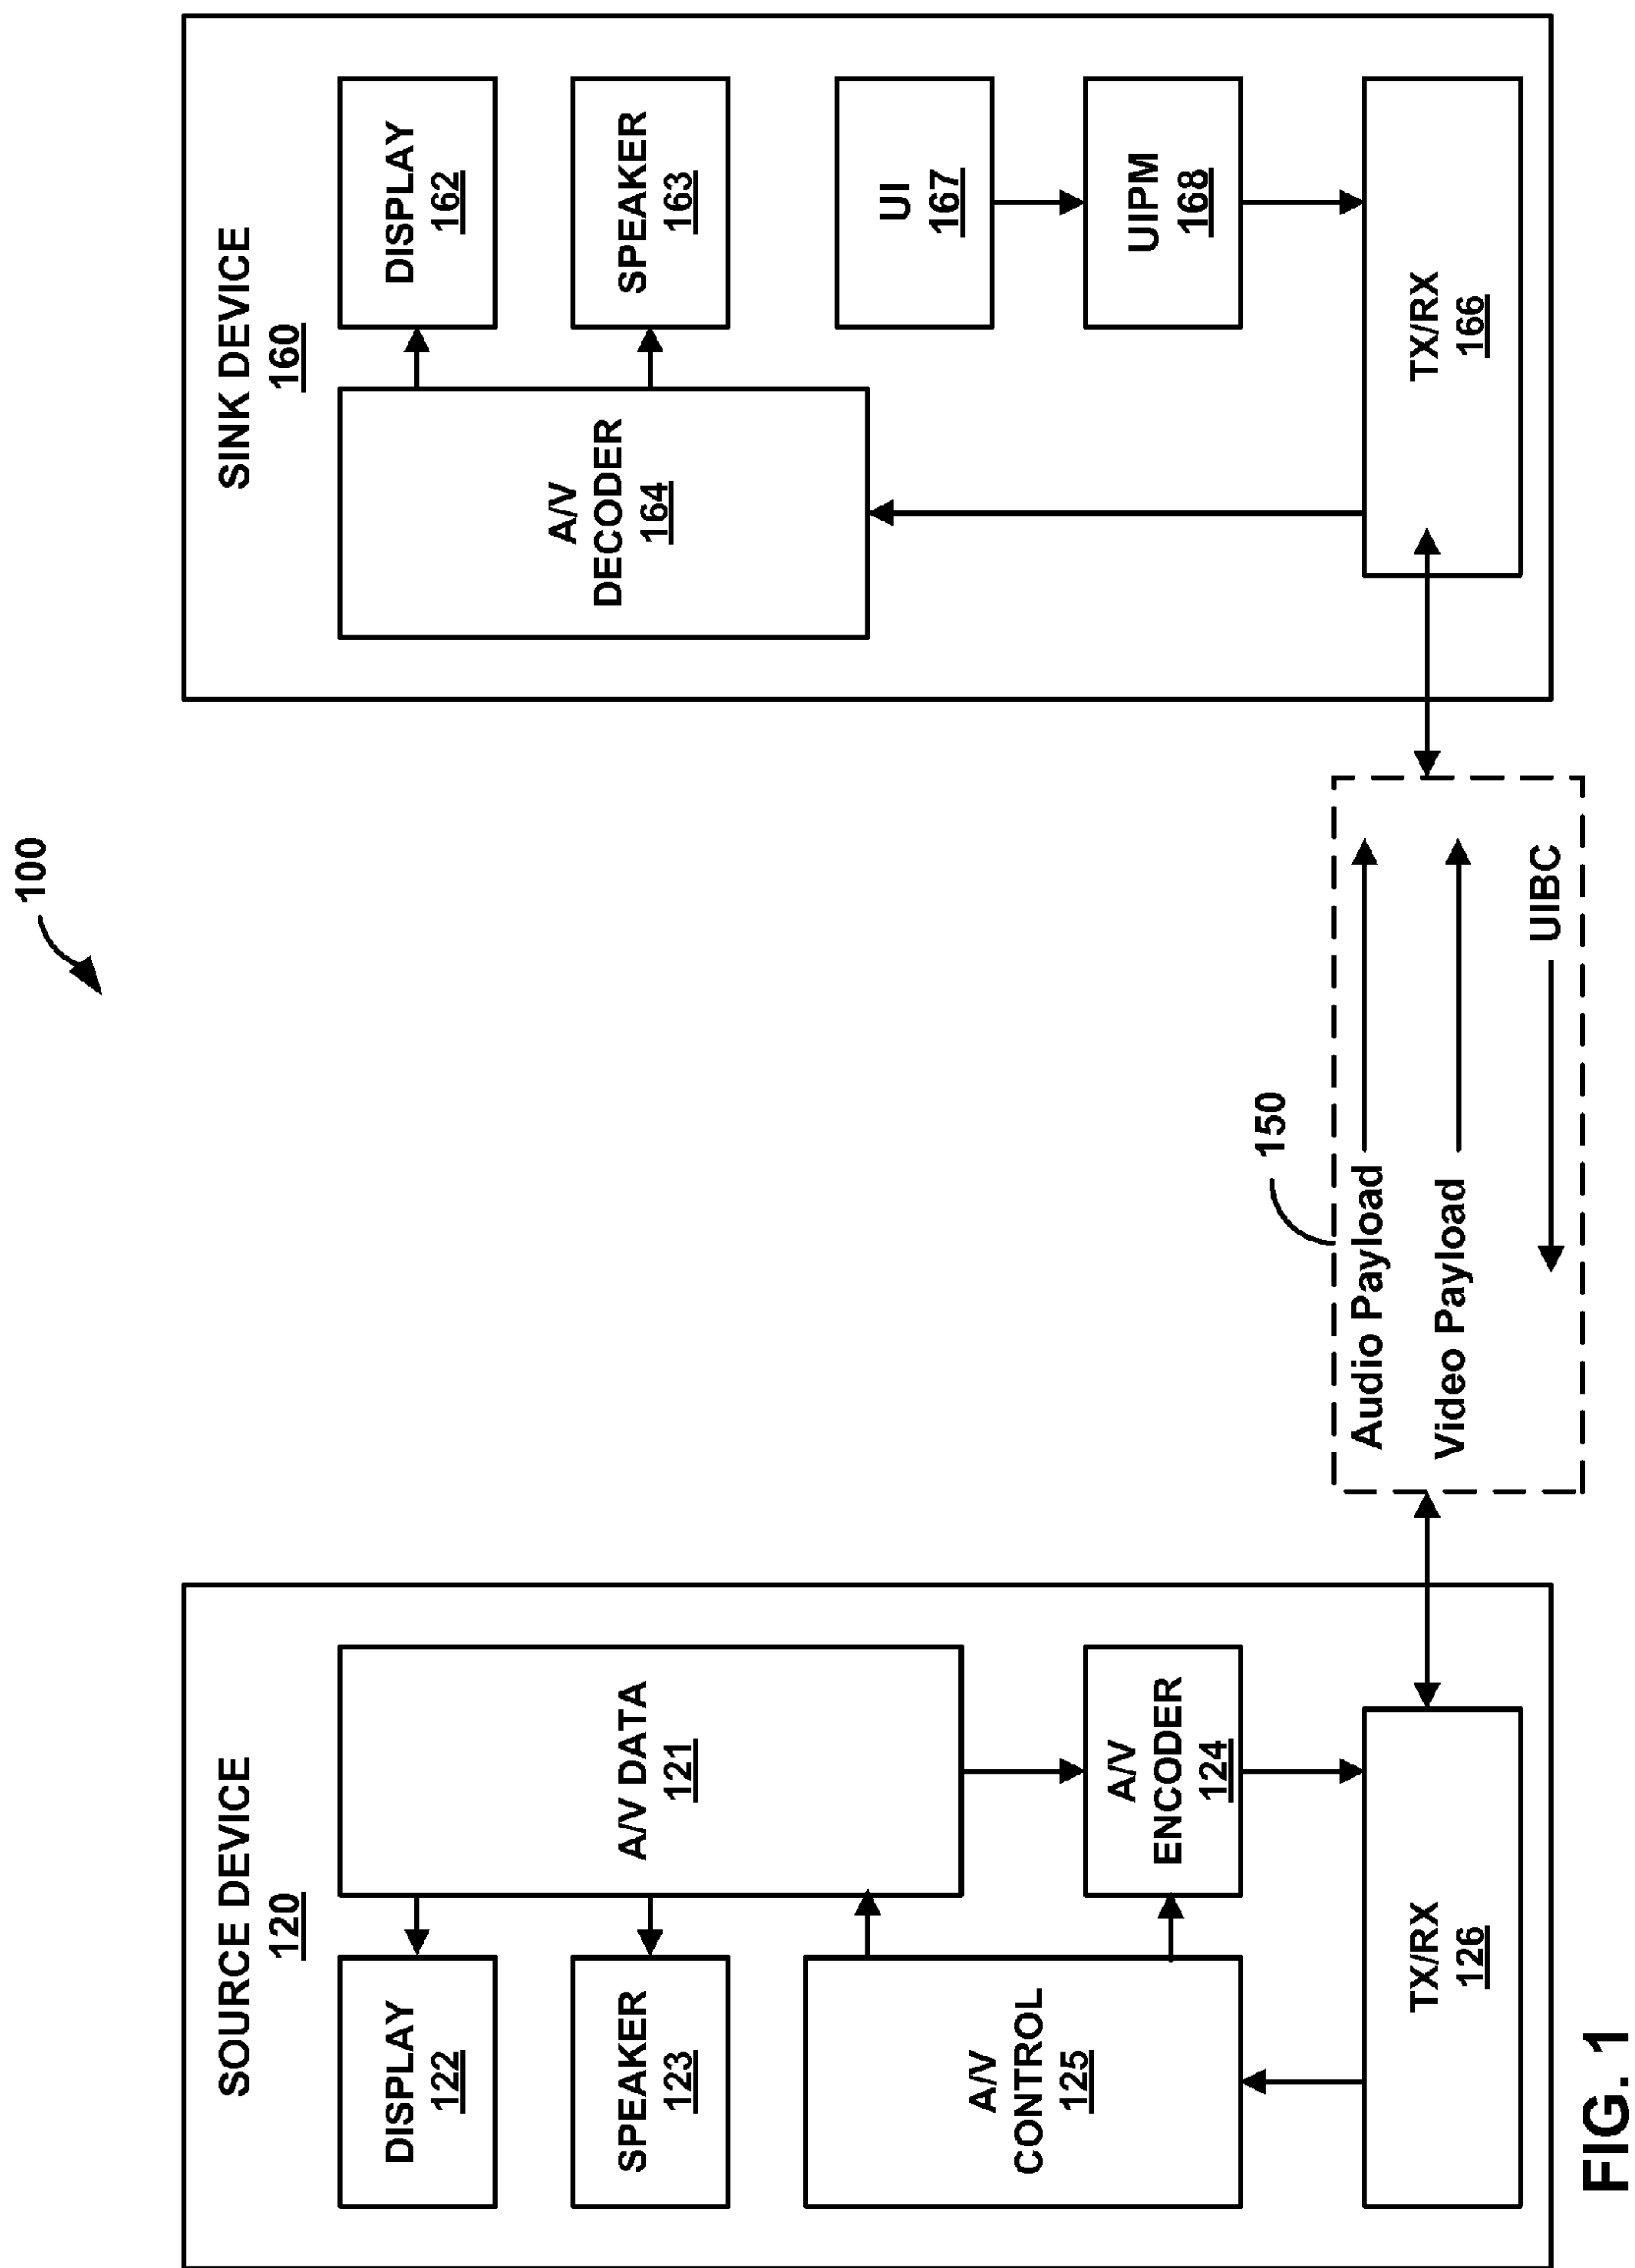 100
SOURCE DEVICE
120
DISPLAY
122
A/V DATA
121
SPEAKER
123
A/V
CONTROL
125
A/V
ENCODER
124
TX/RX
126
150
Audio Payload
Video Payload
UIBC
SINK DEVICE
160
A/V
DECODER
164
DISPLAY
162
SPEAKER
163
UI
167
UIPM
168
TX/RX
166
FIG. 1